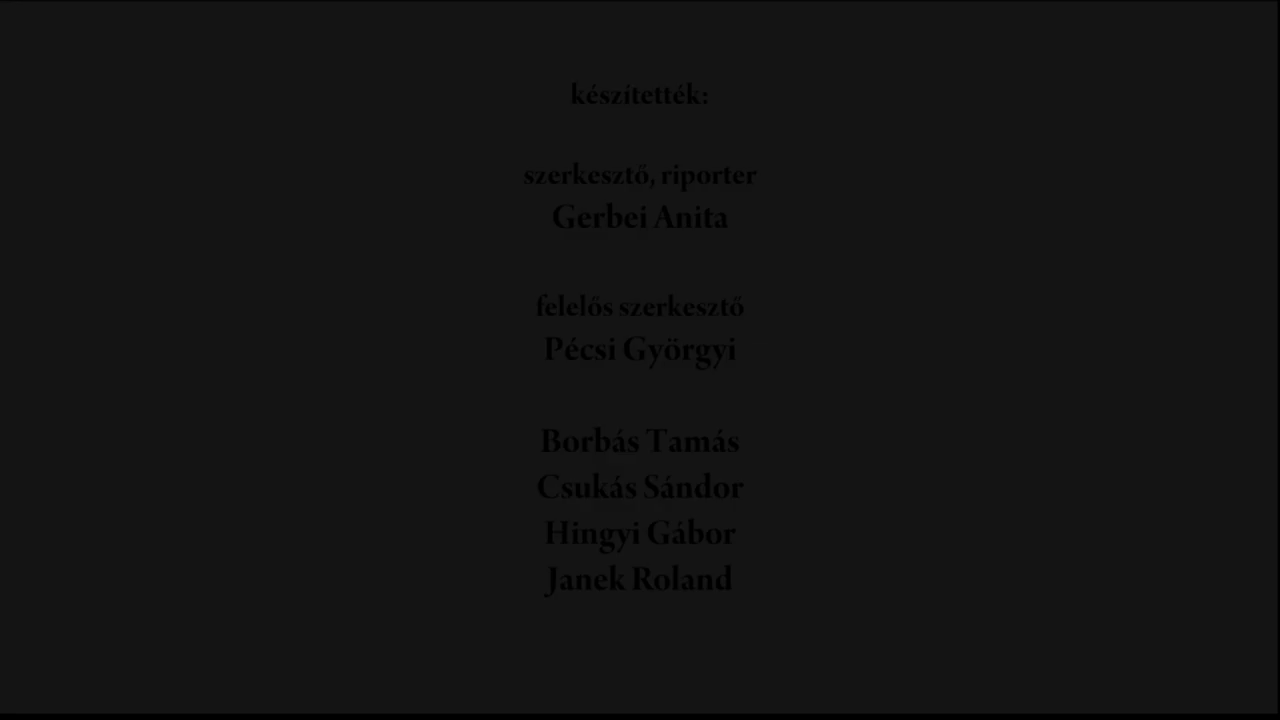 készítették:
szerkesztő, riporter
Gerbei Anita
felelős szerkesztő
Pécsi Györgyi
Borbás Tamás
Csukás Sándor
Hingyi Gábor
Janek Roland